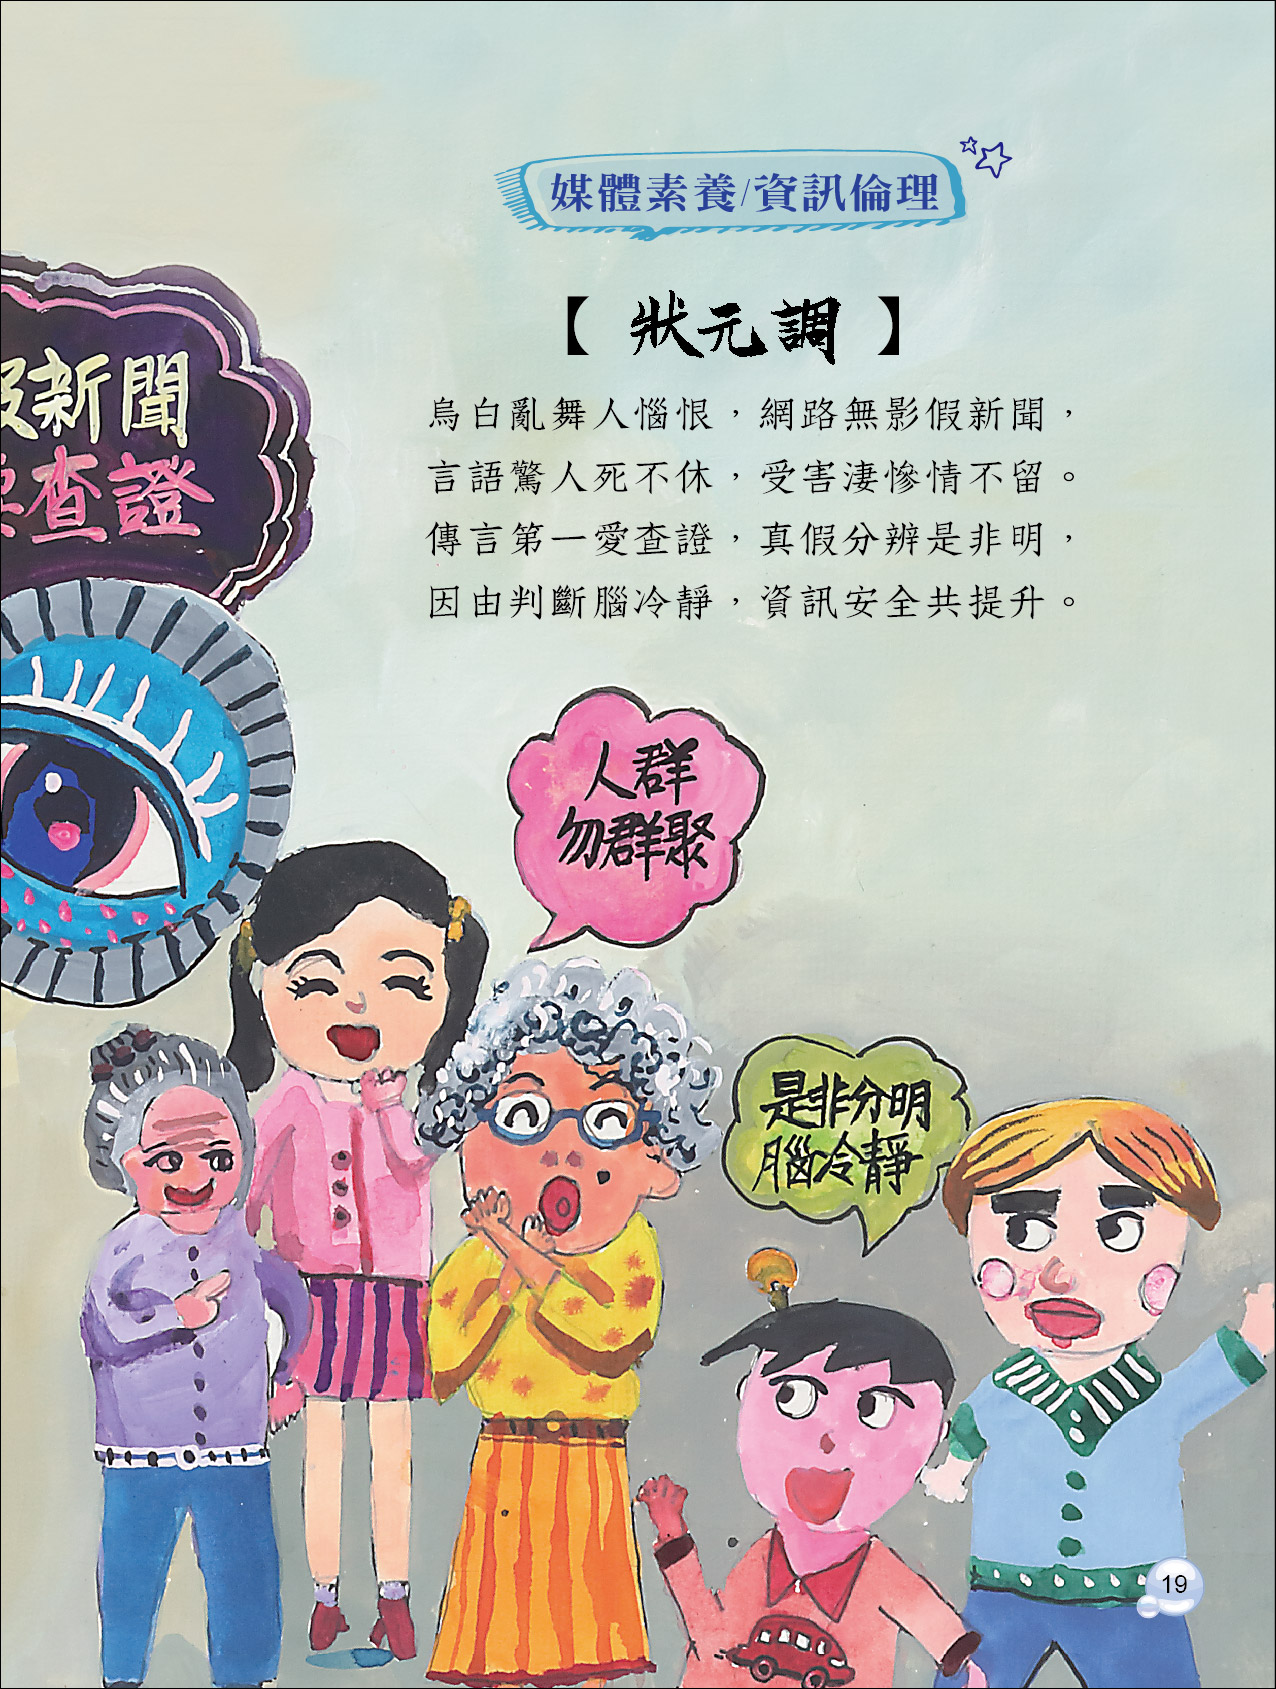 媒體素養/資訊倫理
【 狀元調 】
烏白亂舞人惱恨,網路無影假新聞,
言語驚人死不休,受害淒慘情不留。
傳言第一愛查證,真假分辨是非明,
因由判斷腦冷靜,資訊安全共提升。
新聞
查證
人群
勿群聚
是非分明
腦冷靜
19